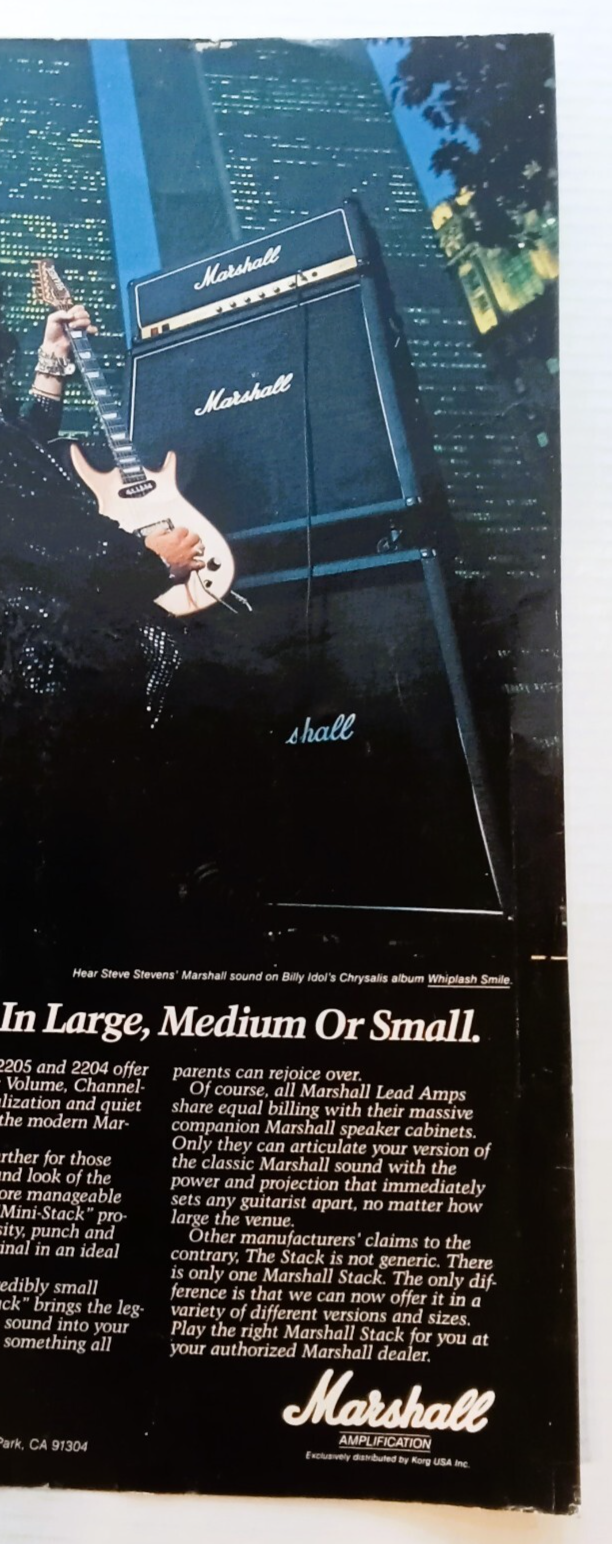 Marshall
Marshall
shall
Hear Steve Stevens' Marshall sound on Billy Idol's Chrysalis album Whiplash Smile.
In Large, Medium Or Small.
2205 and 2204 offer
Volume, Channel-
lization and quiet
the modern Mar-
rther for those
nd look of the
ore manageable
Mini-Stack" pro-
sity, punch and
inal in an ideal
redibly small
ck" brings the leg-
sound into your
something all
parents can rejoice over.
Of course, all Marshall Lead Amps
share equal billing with their massive
companion Marshall speaker cabinets.
Only they can articulate your version of
the classic Marshall sound with the
power and projection that immediately
sets any guitarist apart, no matter how
large the venue.
Other manufacturers' claims to the
contrary, The Stack is not generic. There
is only one Marshall Stack. The only dif-
ference is that we can now offer it in a
variety of different versions and sizes.
Play the right Marshall Stack for you at
your authorized Marshall dealer.
Marshall
AMPLIFICATION
Exclusively distributed by Korg USA Inc.
Park, CA 91304